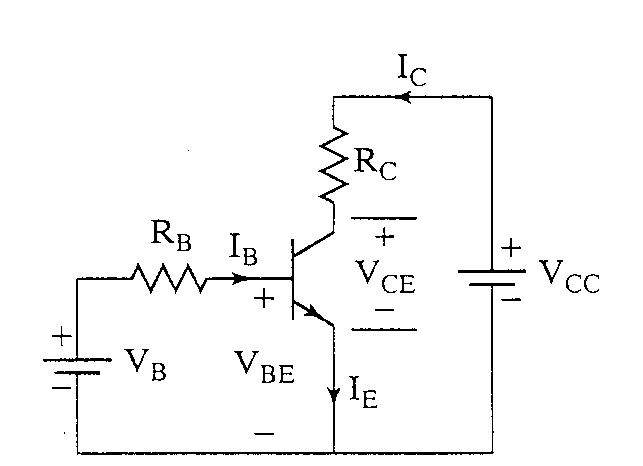 I_C
R_C
R_B
I_B
+
+
V_CE
+
V_CC
+
−
−
+
V_B
V_BE
I_E
−
−